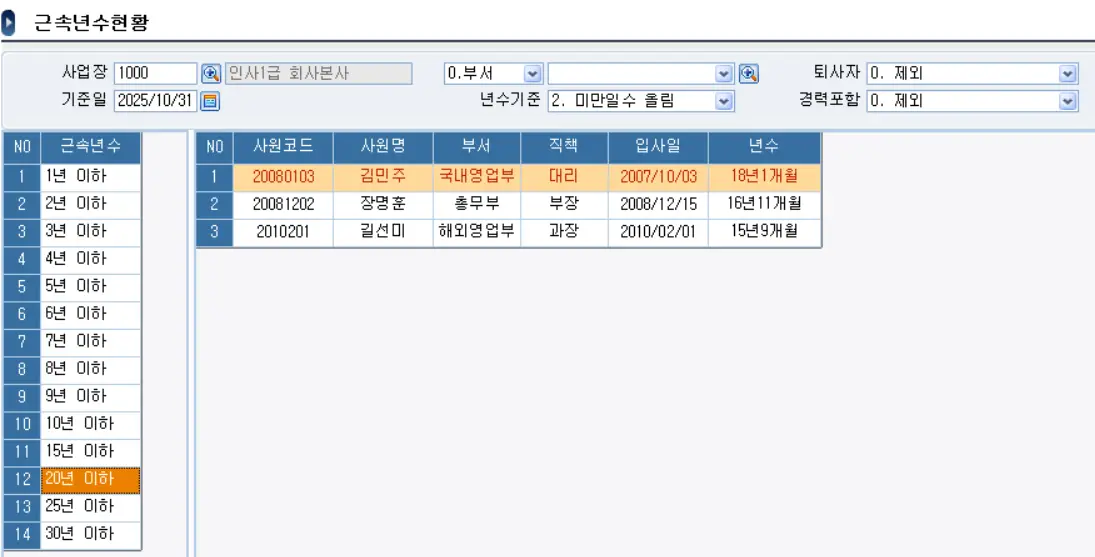 근속년수현황
사업장 1000 인사1급 회사본사 0.부서 퇴사자 0. 제외
기준일 2025/10/31 년수기준 2. 미만일수 올림 경력포함 0. 제외
NO 근속년수
1 1년 이하
2 2년 이하
3 3년 이하
4 4년 이하
5 5년 이하
6 6년 이하
7 7년 이하
8 8년 이하
9 9년 이하
10 10년 이하
11 15년 이하
12 20년 이하
13 25년 이하
14 30년 이하
NO 사원코드 사원명 부서 직책 입사일 년수
1 20080103 김민주 국내영업부 대리 2007/10/03 18년1개월
2 20081202 장명훈 총무부 부장 2008/12/15 16년11개월
3 2010201 길선미 해외영업부 과장 2010/02/01 15년9개월